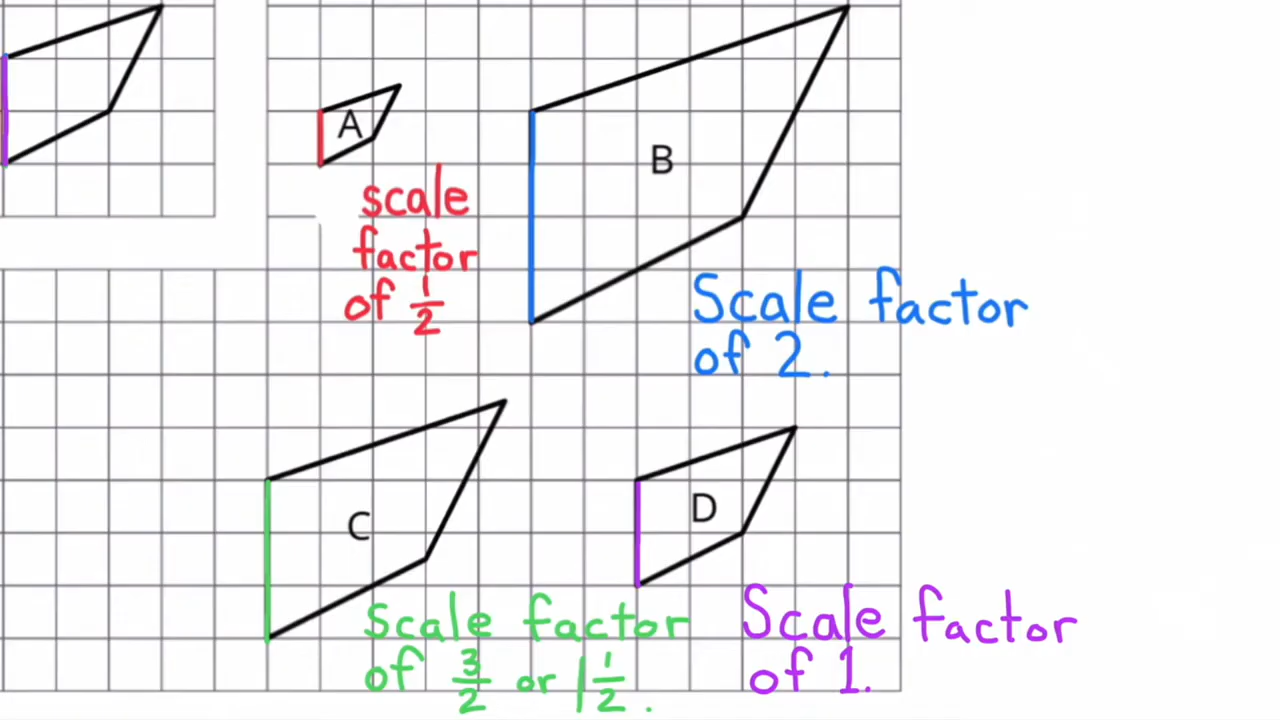 A
scale
factor
of 1/2
B
Scale factor
of 2.
C
Scale factor
of 3/2 or 1 1/2.
D
Scale factor
of 1.